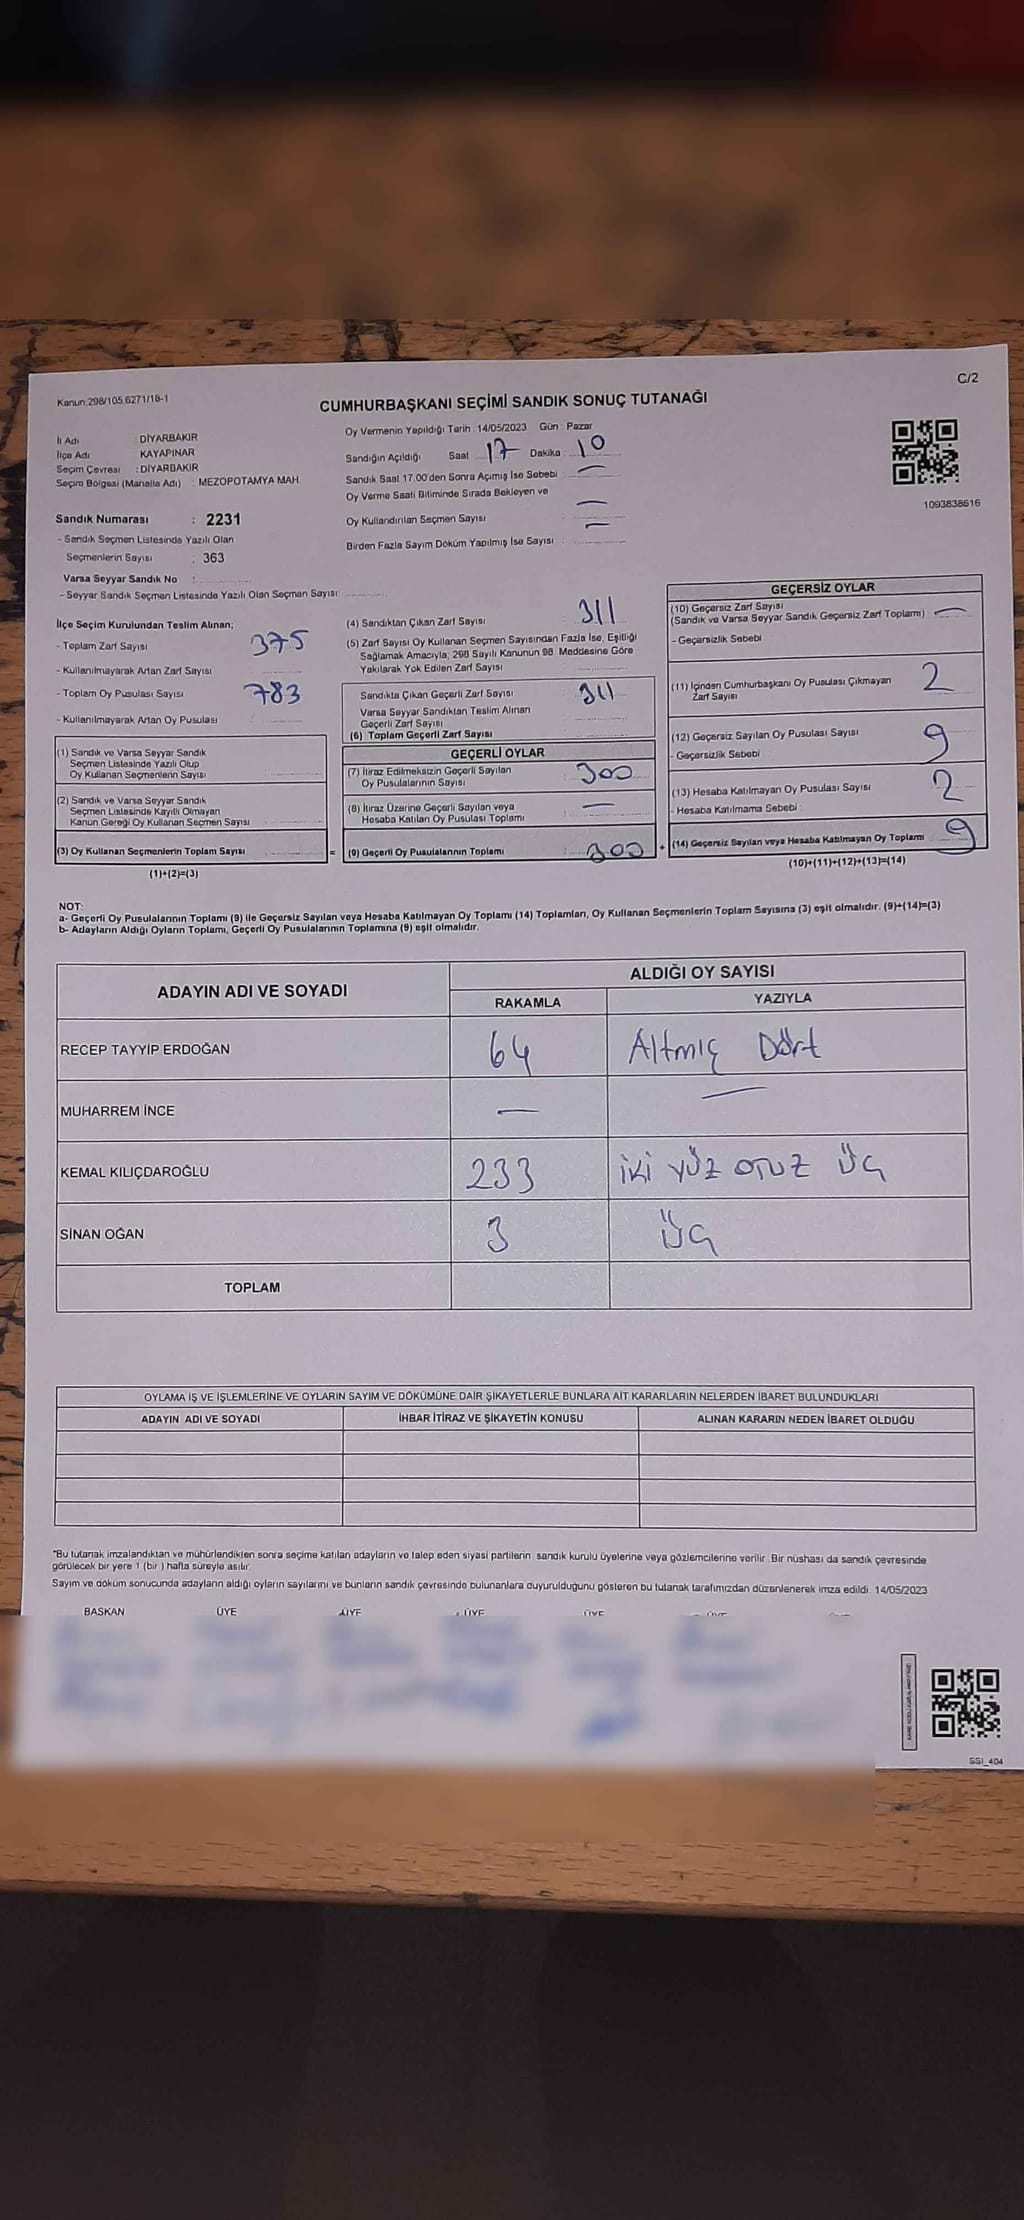 Kanun:298/105,6271/18-1
C/2
CUMHURBAŞKANI SEÇİMİ SANDIK SONUÇ TUTANAĞI
İl Adı : DİYARBAKIR
İlçe Adı : KAYAPINAR
Seçim Çevresi : DİYARBAKIR
Seçim Bölgesi (Mahalle Adı) : MEZOPOTAMYA MAH.
Oy Vermenin Yapıldığı Tarih : 14/05/2023 Gün : Pazar
Sandığın Açıldığı Saat 17 Dakika : 10
Sandık Saat 17:00'den Sonra Açımış İse Sebebi : —
Oy Verme Saati Bitiminde Sırada Bekleyen ve
Oy Kullandırılan Seçmen Sayısı : —
Birden Fazla Sayım Döküm Yapılmış İse Sayısı : —
1093838616
Sandık Numarası : 2231
- Sandık Seçmen Listesinde Yazılı Olan
Seçmenlerin Sayısı : 363
Varsa Seyyar Sandık No :
- Seyyar Sandık Seçmen Listesinde Yazılı Olan Seçman Sayısı:
İlçe Seçim Kurulundan Teslim Alınan;
- Toplam Zarf Sayısı : 375
- Kullanılmayarak Artan Zarf Sayısı
- Toplam Oy Pusulası Sayısı : 783
- Kullanılmayarak Artan Oy Pusulası :
(1) Sandık ve Varsa Seyyar Sandık
Seçmen Listesinde Yazılı Olup
Oy Kullanan Seçmenlerin Sayısı :
(2) Sandık ve Varsa Seyyar Sandık
Seçmen Listesinde Kayıtlı Olmayan
Kanun Gereği Oy Kullanan Seçmen Sayısı :
(3) Oy Kullanan Seçmenlerin Toplam Sayısı : =
(1)+(2)=(3)
(4) Sandıktan Çıkan Zarf Sayısı : 311
(5) Zarf Sayısı Oy Kullanan Seçmen Sayısından Fazla İse, Eşitliği
Sağlamak Amacıyla, 298 Sayılı Kanunun 98. Maddesine Göre
Yakılarak Yok Edilen Zarf Sayısı :
Sandıkta Çıkan Geçerli Zarf Sayısı : 311
Varsa Seyyar Sandıktan Teslim Alınan
Geçerli Zarf Sayısı
(6) Toplam Geçerli Zarf Sayısı :
GEÇERLİ OYLAR
(7) İtiraz Edilmeksizin Geçerli Sayılan
Oy Pusulalarının Sayısı : 300
(8) İtiraz Üzerine Geçerli Sayılan veya
Hesaba Katılan Oy Pusulası Toplamı : —
(9) Geçerli Oy Pusulalarının Toplamı : 300 +
GEÇERSİZ OYLAR
(10) Geçersiz Zarf Sayısı
(Sandık ve Varsa Seyyar Sandık Geçersiz Zarf Toplamı) : —
- Geçersizlik Sebebi :
(11) İçinden Cumhurbaşkanı Oy Pusulası Çıkmayan
Zarf Sayısı 2
(12) Geçersiz Sayılan Oy Pusulası Sayısı 9
- Geçersizlik Sebebi :
(13) Hesaba Katılmayan Oy Pusulası Sayısı 2
- Hesaba Katılmama Sebebi :
(14) Geçersiz Sayılan veya Hesaba Katılmayan Oy Toplamı 9
(10)+(11)+(12)+(13)=(14)
NOT:
a- Geçerli Oy Pusulalarının Toplamı (9) ile Geçersiz Sayılan veya Hesaba Katılmayan Oy Toplamı (14) Toplamları, Oy Kullanan Seçmenlerin Toplam Sayısına (3) eşit olmalıdır. (9)+(14)=(3)
b- Adayların Aldığı Oyların Toplamı, Geçerli Oy Pusulalarının Toplamına (9) eşit olmalıdır.
ADAYIN ADI VE SOYADI ALDIĞI OY SAYISI
RAKAMLA YAZIYLA
RECEP TAYYİP ERDOĞAN 64 Altmış Dört
MUHARREM İNCE — —
KEMAL KILIÇDAROĞLU 233 iki yüz otuz üç
SİNAN OĞAN 3 üç
TOPLAM
OYLAMA İŞ VE İŞLEMLERİNE VE OYLARIN SAYIM VE DÖKÜMÜNE DAİR ŞİKAYETLERLE BUNLARA AİT KARARLARIN NELERDEN İBARET BULUNDUKLARI
ADAYIN ADI VE SOYADI İHBAR İTİRAZ VE ŞİKAYETİN KONUSU ALINAN KARARIN NEDEN İBARET OLDUĞU
*Bu tutanak imzalandıktan ve mühürlendikten sonra seçime katılan adayların ve talep eden siyasi partilerin sandık kurulu üyelerine veya gözlemcilerine verilir. Bir nüshası da sandık çevresinde
görülecek bir yere 1 (bir ) hafta süreyle asılır.
Sayım ve döküm sonucunda adayların aldığı oyların sayılarını ve bunların sandık çevresinde bulunanlara duyurulduğunu gösteren bu tutanak tarafımızdan düzenlenerek imza edildi. 14/05/2023
BAŞKAN ÜYE ÜYE ÜYE ÜYE ÜYE
SSI_404